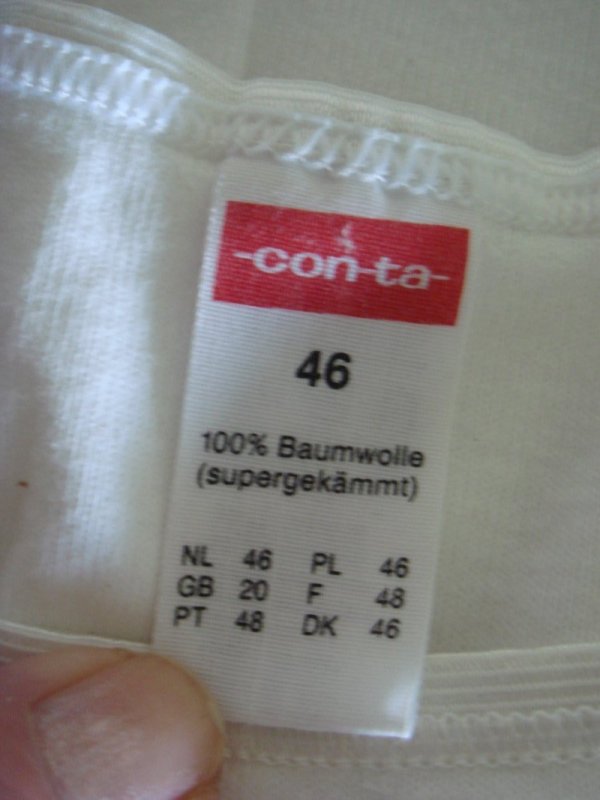 -con-ta-
46
100% Baumwolle
(supergekämmt)
NL 46 PL 46
GB 20 F 48
PT 48 DK 46